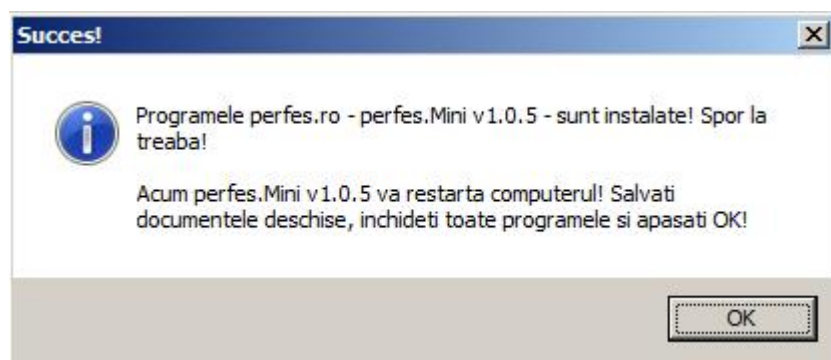 Succes!
Programele perfes.ro - perfes.Mini v1.0.5 - sunt instalate! Spor la
treaba!
Acum perfes.Mini v1.0.5 va restarta computerul! Salvati
documentele deschise, inchideti toate programele si apasati OK!
OK